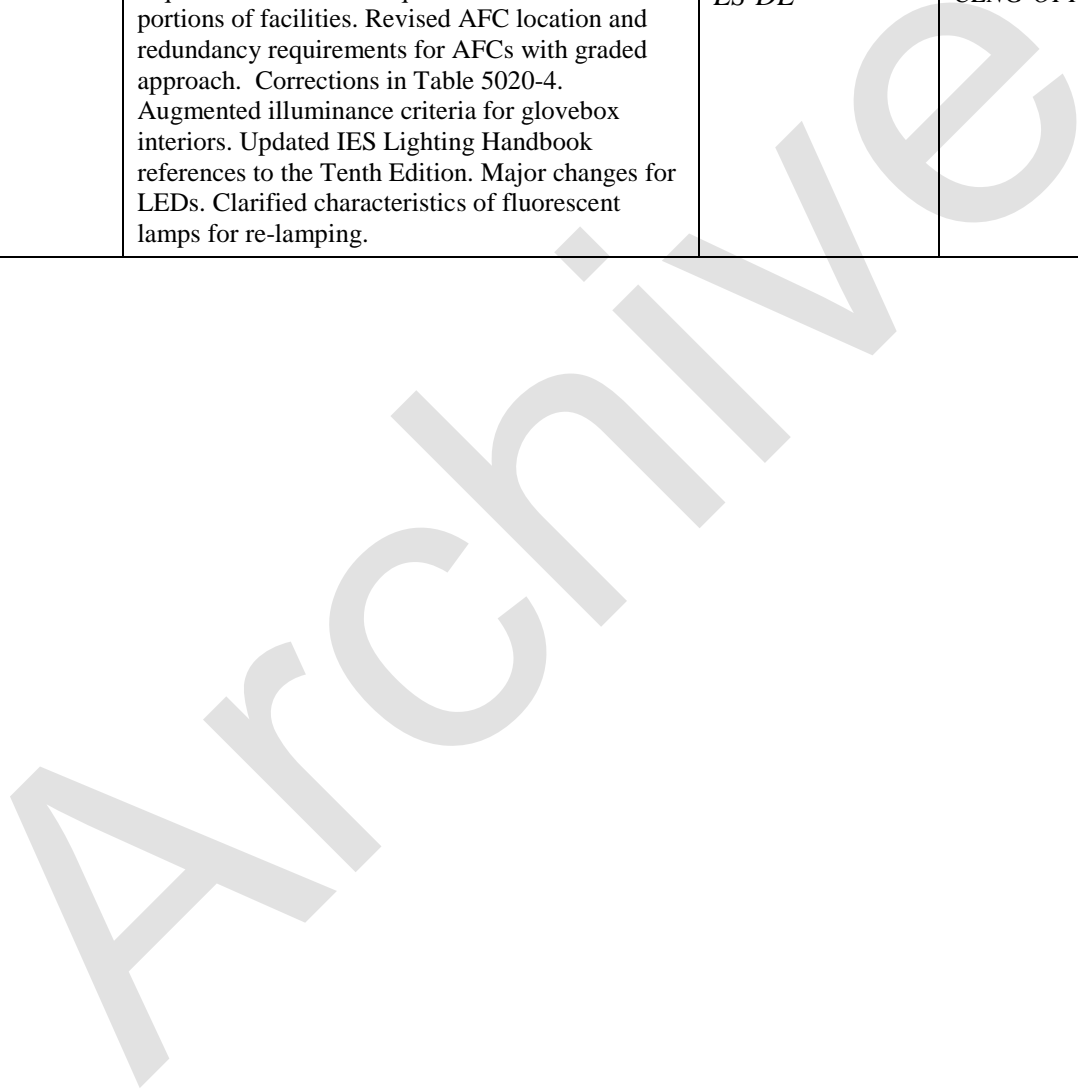 portions of facilities. Revised AFC location and
redundancy requirements for AFCs with graded
approach. Corrections in Table 5020-4.
Augmented illuminance criteria for glovebox
interiors. Updated IES Lighting Handbook
references to the Tenth Edition. Major changes for
LEDs. Clarified characteristics of fluorescent
lamps for re-lamping.
ES-DE
Archive